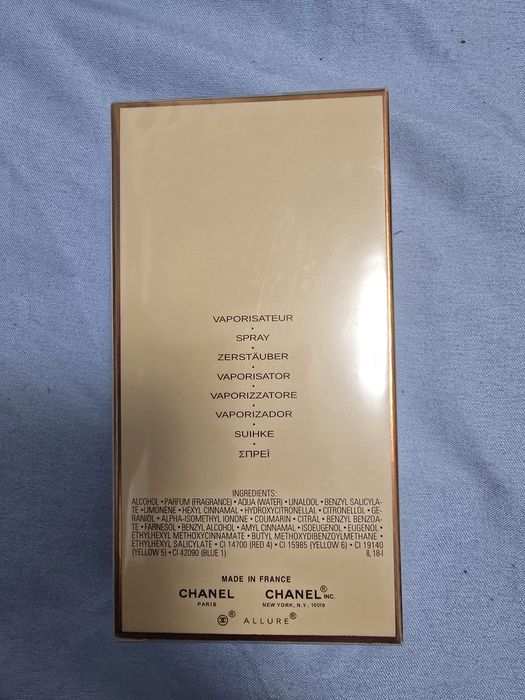 VAPORISATEUR
•
SPRAY
•
ZERSTÄUBER
•
VAPORISATOR
•
VAPORIZZATORE
•
VAPORIZADOR
•
SUIHKE
•
ΣΠΡΕΪ
INGREDIENTS:
ALCOHOL • PARFUM (FRAGRANCE) • AQUA (WATER) • LINALOOL • BENZYL SALICYLA-
TE • LIMONENE • HEXYL CINNAMAL • HYDROXYCITRONELLAL • CITRONELLOL • GE-
RANIOL • ALPHA-ISOMETHYL IONONE • COUMARIN • CITRAL • BENZYL BENZOA-
TE • FARNESOL • BENZYL ALCOHOL • AMYL CINNAMAL • ISOEUGENOL • EUGENOL •
ETHYLHEXYL METHOXYCINNAMATE • BUTYL METHOXYDIBENZOYLMETHANE •
ETHYLHEXYL SALICYLATE • CI 14700 (RED 4) • CI 15985 (YELLOW 6) • CI 19140
(YELLOW 5) • CI 42090 (BLUE 1) IL 18-I
MADE IN FRANCE
CHANEL CHANEL® INC.
PARIS NEW YORK, N.Y. 10019
® ALLURE®